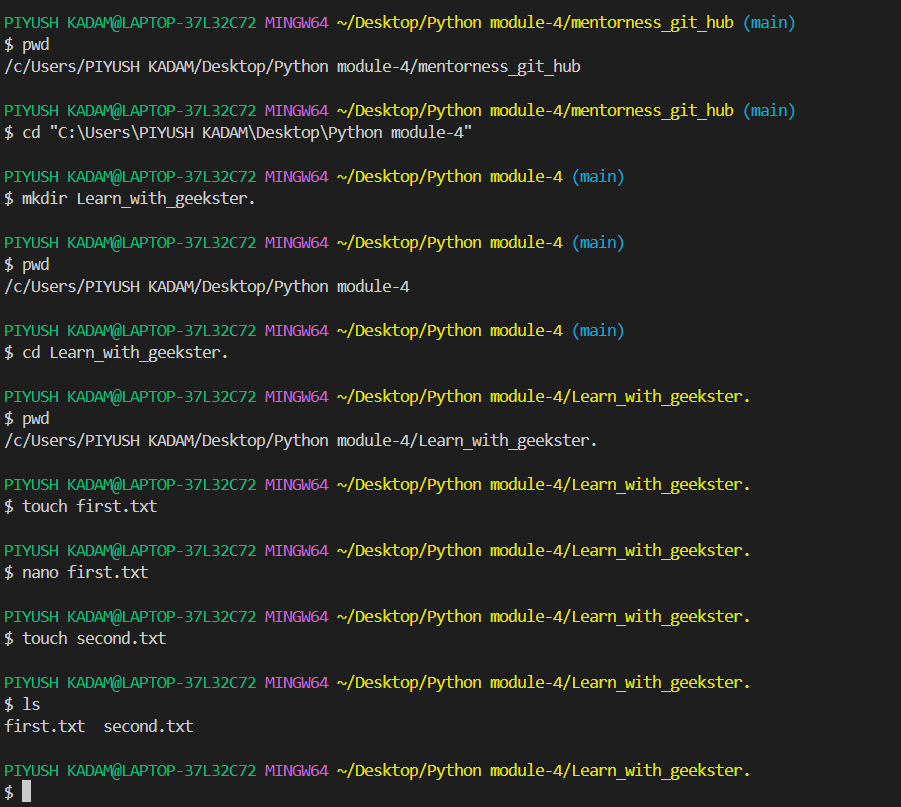 PIYUSH KADAM@LAPTOP-37L32C72 MINGW64 ~/Desktop/Python module-4/mentorness_git_hub (main)
$ pwd
/c/Users/PIYUSH KADAM/Desktop/Python module-4/mentorness_git_hub
PIYUSH KADAM@LAPTOP-37L32C72 MINGW64 ~/Desktop/Python module-4/mentorness_git_hub (main)
$ cd "C:\Users\PIYUSH KADAM\Desktop\Python module-4"
PIYUSH KADAM@LAPTOP-37L32C72 MINGW64 ~/Desktop/Python module-4 (main)
$ mkdir Learn_with_geekster.
PIYUSH KADAM@LAPTOP-37L32C72 MINGW64 ~/Desktop/Python module-4 (main)
$ pwd
/c/Users/PIYUSH KADAM/Desktop/Python module-4
PIYUSH KADAM@LAPTOP-37L32C72 MINGW64 ~/Desktop/Python module-4 (main)
$ cd Learn_with_geekster.
PIYUSH KADAM@LAPTOP-37L32C72 MINGW64 ~/Desktop/Python module-4/Learn_with_geekster.
$ pwd
/c/Users/PIYUSH KADAM/Desktop/Python module-4/Learn_with_geekster.
PIYUSH KADAM@LAPTOP-37L32C72 MINGW64 ~/Desktop/Python module-4/Learn_with_geekster.
$ touch first.txt
PIYUSH KADAM@LAPTOP-37L32C72 MINGW64 ~/Desktop/Python module-4/Learn_with_geekster.
$ nano first.txt
PIYUSH KADAM@LAPTOP-37L32C72 MINGW64 ~/Desktop/Python module-4/Learn_with_geekster.
$ touch second.txt
PIYUSH KADAM@LAPTOP-37L32C72 MINGW64 ~/Desktop/Python module-4/Learn_with_geekster.
$ ls
first.txt  second.txt
PIYUSH KADAM@LAPTOP-37L32C72 MINGW64 ~/Desktop/Python module-4/Learn_with_geekster.
$